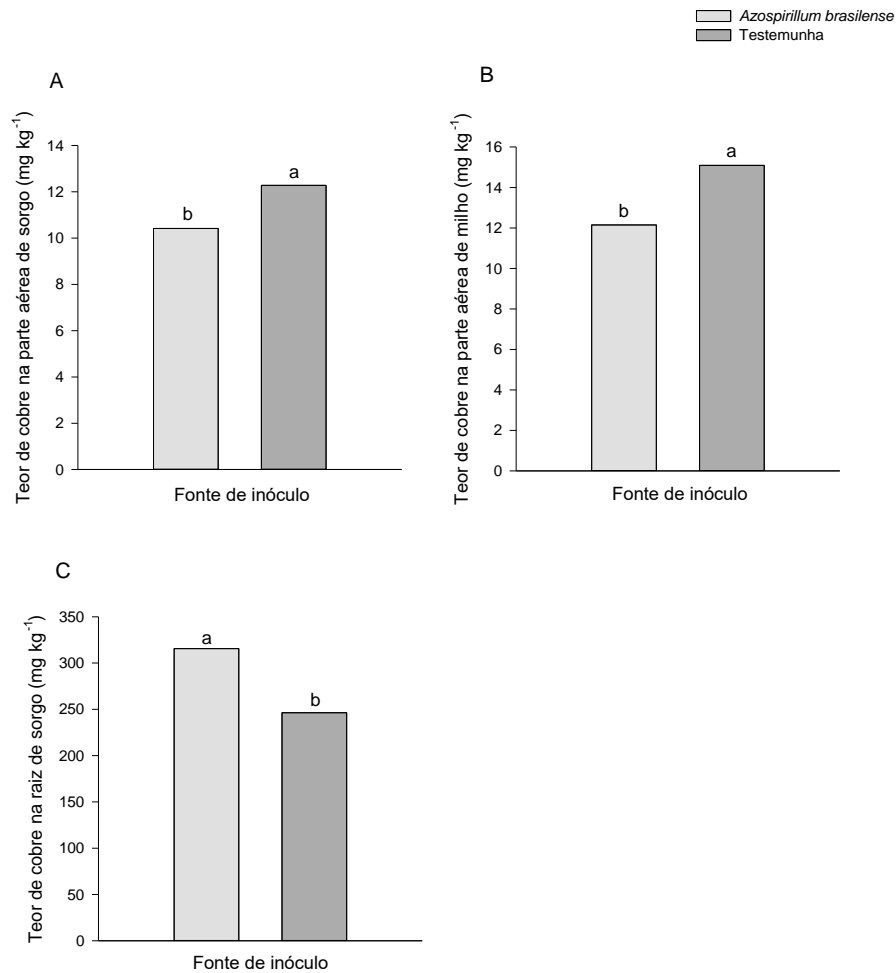 Azospirillum brasilense
Testemunha
A
Teor de cobre na parte aérea de sorgo (mg kg⁻¹)
14
12
10
8
6
4
2
0
b
a
Fonte de inóculo
B
Teor de cobre na parte aérea de milho (mg kg⁻¹)
16
14
12
10
8
6
4
2
0
b
a
Fonte de inóculo
C
Teor de cobre na raiz de sorgo (mg kg⁻¹)
350
300
250
200
150
100
50
0
a
b
Fonte de inóculo